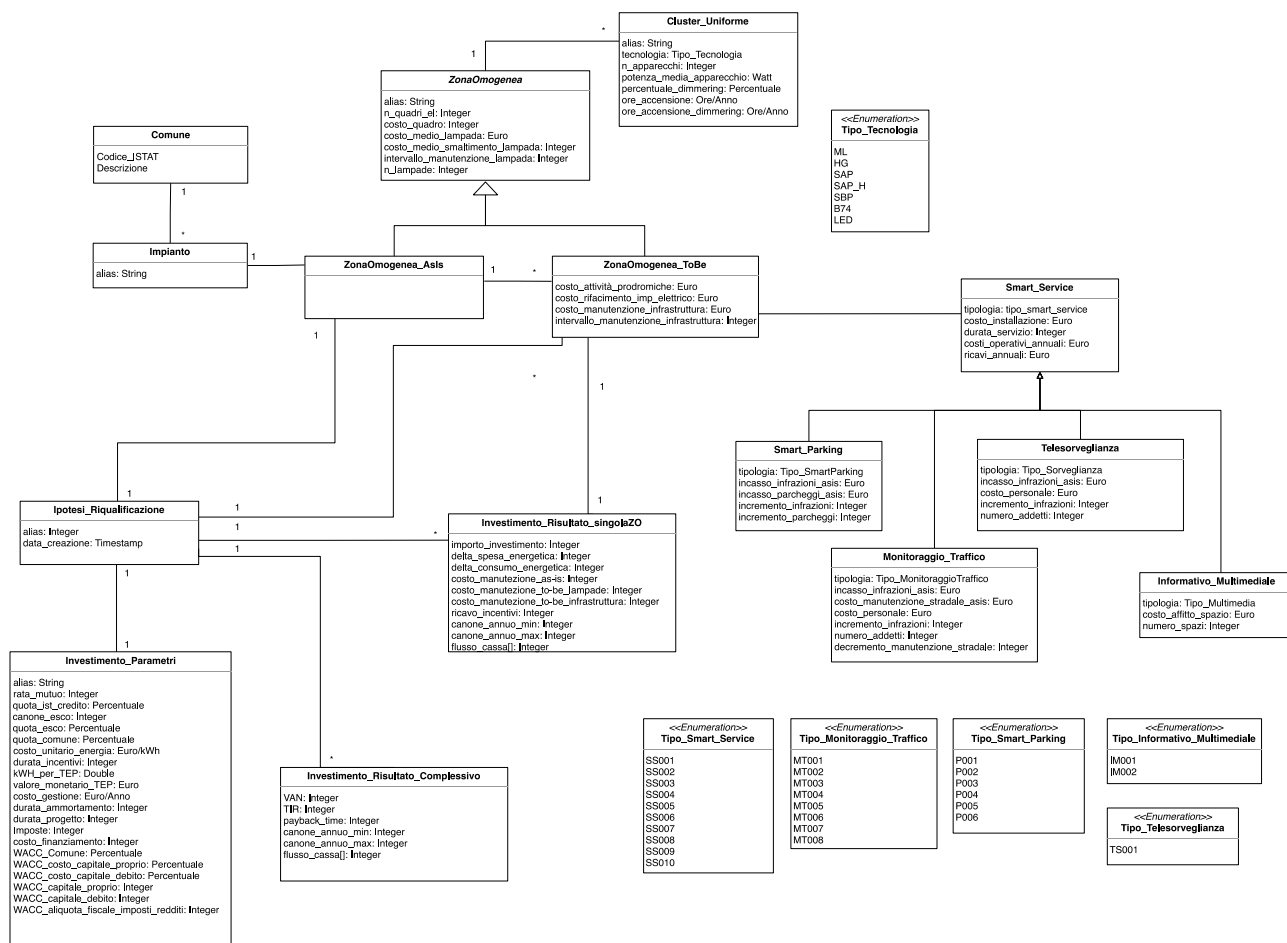 Cluster_Uniforme
alias: String
tecnologia: Tipo_Tecnologia
n_apparecchi: Integer
potenza_media_apparecchio: Watt
percentuale_dimmering: Percentuale
ore_accensione: Ore/Anno
ore_accensione_dimmering: Ore/Anno
*
1
ZonaOmogenea
alias: String
n_quadri_el: Integer
costo_quadro: Integer
costo_medio_lampada: Euro
costo_medio_smaltimento_lampada: Integer
intervallo_manutenzione_lampada: Integer
n_lampade: Integer
<<Enumeration>>
Tipo_Tecnologia
ML
HG
SAP
SAP_H
SBP
B74
LED
Comune
Codice_ISTAT
Descrizione
1
*
Impianto
alias: String
1
ZonaOmogenea_AsIs
1
*
1
ZonaOmogenea_ToBe
costo_attività_prodromiche: Euro
costo_rifacimento_imp_elettrico: Euro
costo_manutenzione_infrastruttura: Euro
intervallo_manutenzione_infrastruttura: Integer
*
1
Smart_Service
tipologia: tipo_smart_service
costo_installazione: Euro
durata_servizio: Integer
costi_operativi_annuali: Euro
ricavi_annuali: Euro
Smart_Parking
tipologia: Tipo_SmartParking
incasso_infrazioni_asis: Euro
incasso_parcheggi_asis: Euro
incremento_infrazioni: Integer
incremento_parcheggi: Integer
Telesorveglianza
tipologia: Tipo_Sorveglianza
incasso_infrazioni_asis: Euro
costo_personale: Euro
incremento_infrazioni: Integer
numero_addetti: Integer
Monitoraggio_Traffico
tipologia: Tipo_MonitoraggioTraffico
incasso_infrazioni_asis: Euro
costo_manutenzione_stradale_asis: Euro
costo_personale: Euro
incremento_infrazioni: Integer
numero_addetti: Integer
decremento_manutenzione_stradale: Integer
Informativo_Multimediale
tipologia: Tipo_Multimedia
costo_affitto_spazio: Euro
numero_spazi: Integer
1
Ipotesi_Riqualificazione
alias: Integer
data_creazione: Timestamp
1
1
1
1
*
1
Investimento_Risultato_singolaZO
importo_investimento: Integer
delta_spesa_energetica: Integer
delta_consumo_energetica: Integer
costo_manutezione_as-is: Integer
costo_manutezione_to-be_lampade: Integer
costo_manutezione_to-be_infrastruttura: Integer
ricavo_incentivi: Integer
canone_annuo_min: Integer
canone_annuo_max: Integer
flusso_cassa[]: Integer
1
Investimento_Parametri
alias: String
rata_mutuo: Integer
quota_ist_credito: Percentuale
canone_esco: Integer
quota_esco: Percentuale
quota_comune: Percentuale
costo_unitario_energia: Euro/kWh
durata_incentivi: Integer
kWH_per_TEP: Double
valore_monetario_TEP: Euro
costo_gestione: Euro/Anno
durata_ammortamento: Integer
durata_progetto: Integer
Imposte: Integer
costo_finanziamento: Integer
WACC_Comune: Percentuale
WACC_costo_capitale_proprio: Percentuale
WACC_costo_capitale_debito: Percentuale
WACC_capitale_proprio: Integer
WACC_capitale_debito: Integer
WACC_aliquota_fiscale_imposti_redditi: Integer
*
Investimento_Risultato_Complessivo
VAN: Integer
TIR: Integer
payback_time: Integer
canone_annuo_min: Integer
canone_annuo_max: Integer
flusso_cassa[]: Integer
<<Enumeration>>
Tipo_Smart_Service
SS001
SS002
SS003
SS004
SS005
SS006
SS007
SS008
SS009
SS010
<<Enumeration>>
Tipo_Monitoraggio_Traffico
MT001
MT002
MT003
MT004
MT005
MT006
MT007
MT008
<<Enumeration>>
Tipo_Smart_Parking
P001
P002
P003
P004
P005
P006
<<Enumeration>>
Tipo_Informativo_Multimediale
IM001
IM002
<<Enumeration>>
Tipo_Telesorveglianza
TS001